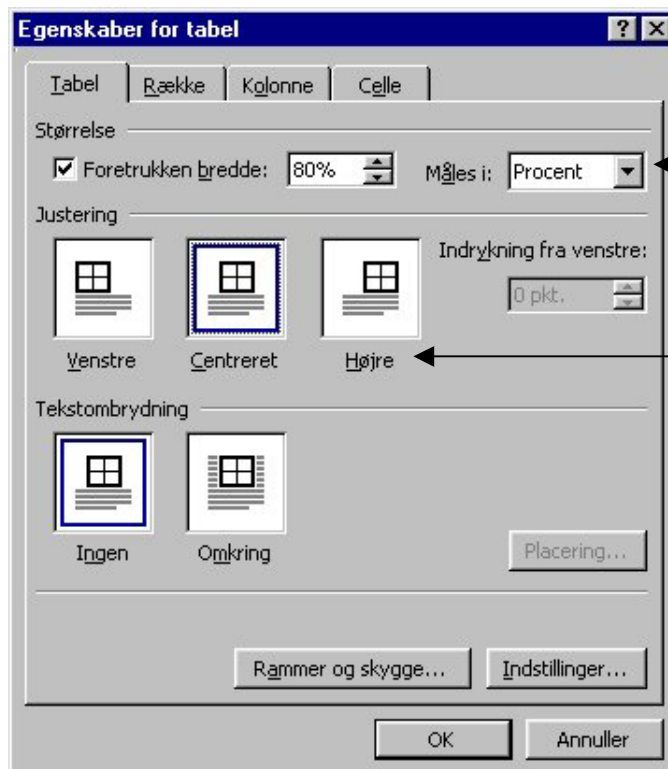 Egenskaber for tabel
Tabel Række Kolonne Celle
Størrelse
Foretrukken bredde: 80% Måles i: Procent
Justering
Indrykning fra venstre:
0 pkt.
Venstre Centreret Højre
Tekstombrydning
Ingen Omkring
Placering...
Rammer og skygge... Indstillinger...
OK Annuller